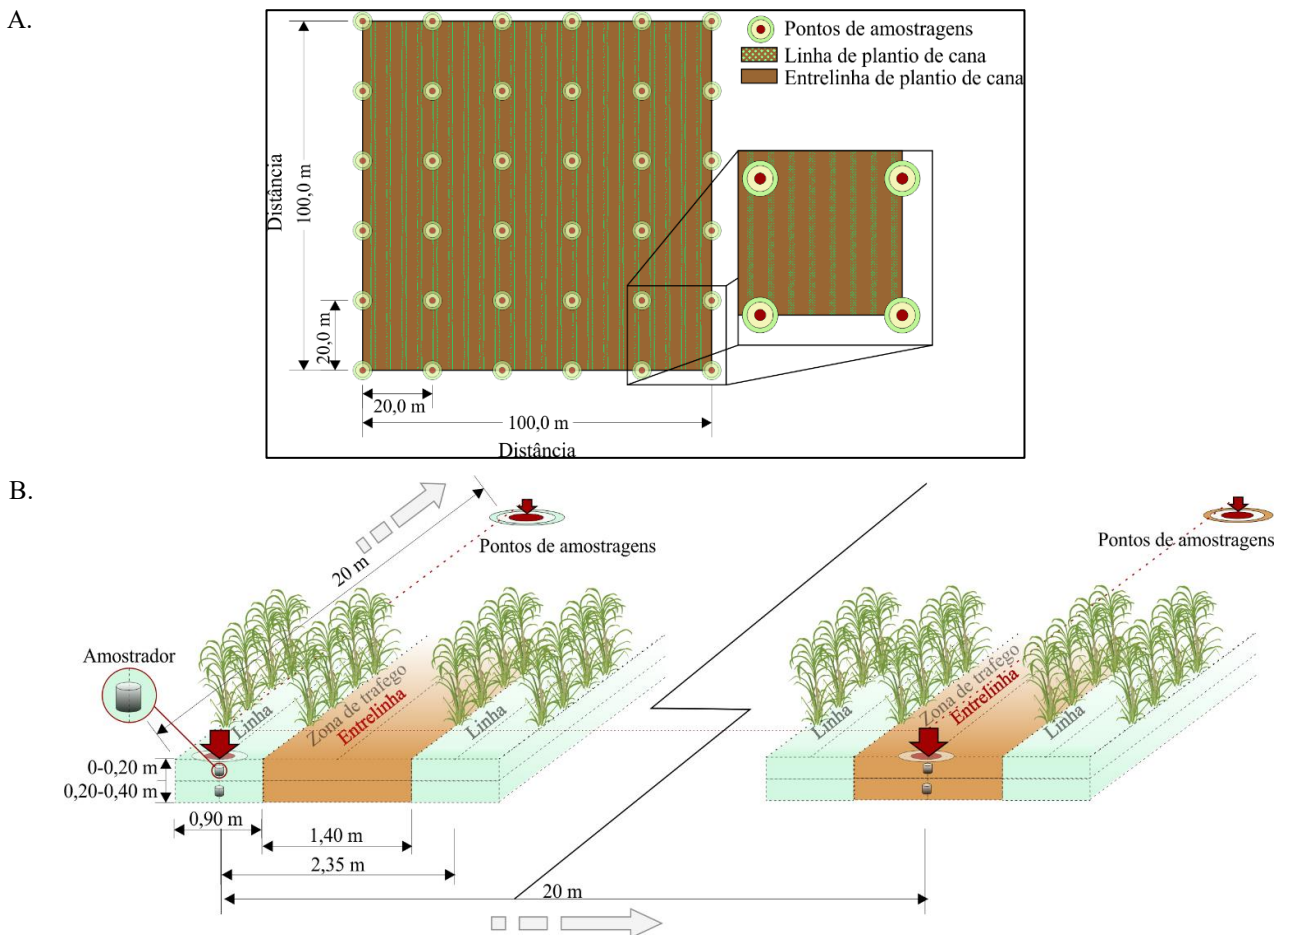 A.
Pontos de amostragens
Linha de plantio de cana
Entrelinha de plantio de cana
Distância
100,0 m
20,0 m
20,0 m
100,0 m
Distância
B.
20 m
Pontos de amostragens
Pontos de amostragens
Amostrador
Linha
Zona de trafego
Entrelinha
Linha
Linha
Zona de trafego
Entrelinha
Linha
0-0,20 m
0,20-0,40 m
0,90 m
1,40 m
2,35 m
20 m